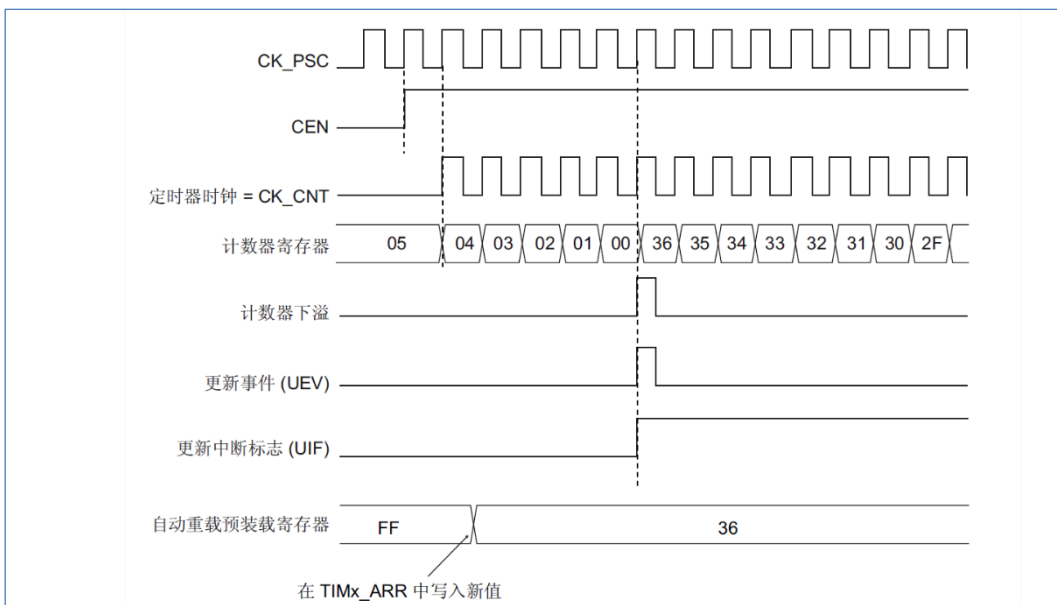 CK_PSC
CEN
定时器时钟 = CK_CNT
计数器寄存器 05 04 03 02 01 00 36 35 34 33 32 31 30 2F
计数器下溢
更新事件 (UEV)
更新中断标志 (UIF)
自动重载预装载寄存器 FF 36
在 TIMx_ARR 中写入新值